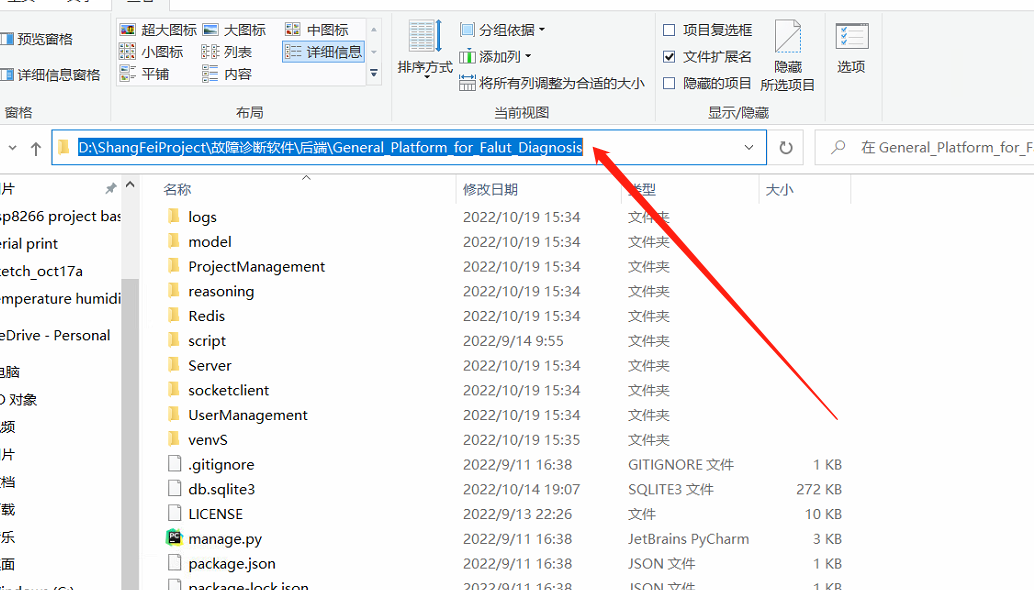 查看
预览窗格
详细信息窗格
窗格
超大图标 大图标 中图标
小图标 列表 详细信息
平铺 内容
布局
排序方式
分组依据
添加列
将所有列调整为合适的大小
当前视图
项目复选框
文件扩展名
隐藏的项目
隐藏
所选项目
显示/隐藏
选项
D:\ShangFeiProject\故障诊断软件\后端\General_Platform_for_Falut_Diagnosis
在 General_Platform_for_F
片
sp8266 project bas
erial print
ketch_oct17a
emperature humidi
eDrive - Personal
电脑
D 对象
视频
图片
文档
下载
音乐
桌面
名称 修改日期 类型 大小
logs 2022/10/19 15:34 文件夹
model 2022/10/19 15:34 文件夹
ProjectManagement 2022/10/19 15:34 文件夹
reasoning 2022/10/19 15:34 文件夹
Redis 2022/10/19 15:34 文件夹
script 2022/9/14 9:55 文件夹
Server 2022/10/19 15:34 文件夹
socketclient 2022/10/19 15:34 文件夹
UserManagement 2022/10/19 15:34 文件夹
venvS 2022/10/19 15:35 文件夹
.gitignore 2022/9/11 16:38 GITIGNORE 文件 1 KB
db.sqlite3 2022/10/14 19:07 SQLITE3 文件 272 KB
LICENSE 2022/9/13 22:26 文件 10 KB
manage.py 2022/9/11 16:38 JetBrains PyCharm 3 KB
package.json 2022/9/11 16:38 JSON 文件 1 KB
package-lock.json 2022/9/11 16:38 JSON 文件 1 KB